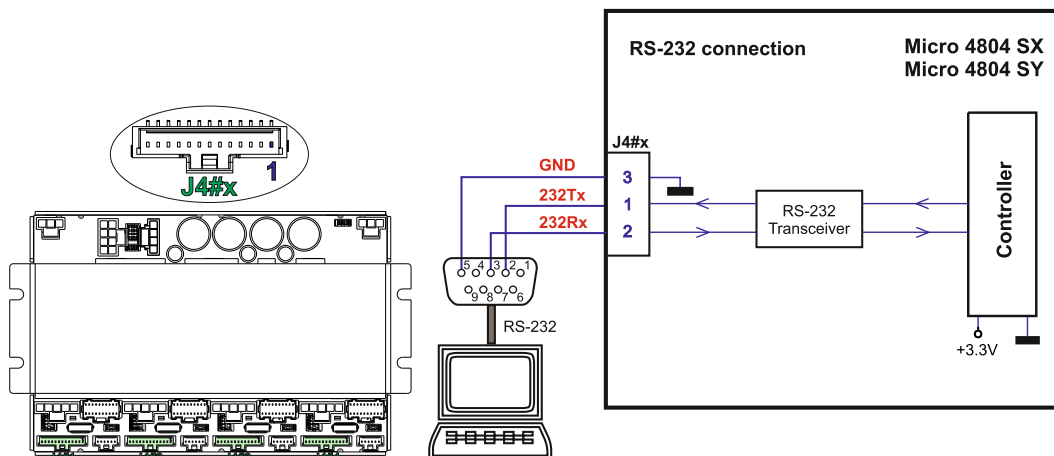 RS-232 connection
Micro 4804 SX
Micro 4804 SY
J4#x
1
J4#x
GND
232Tx
232Rx
3
1
2
RS-232
Transceiver
Controller
+3.3V
5 4 3 2 1
9 8 7 6
RS-232